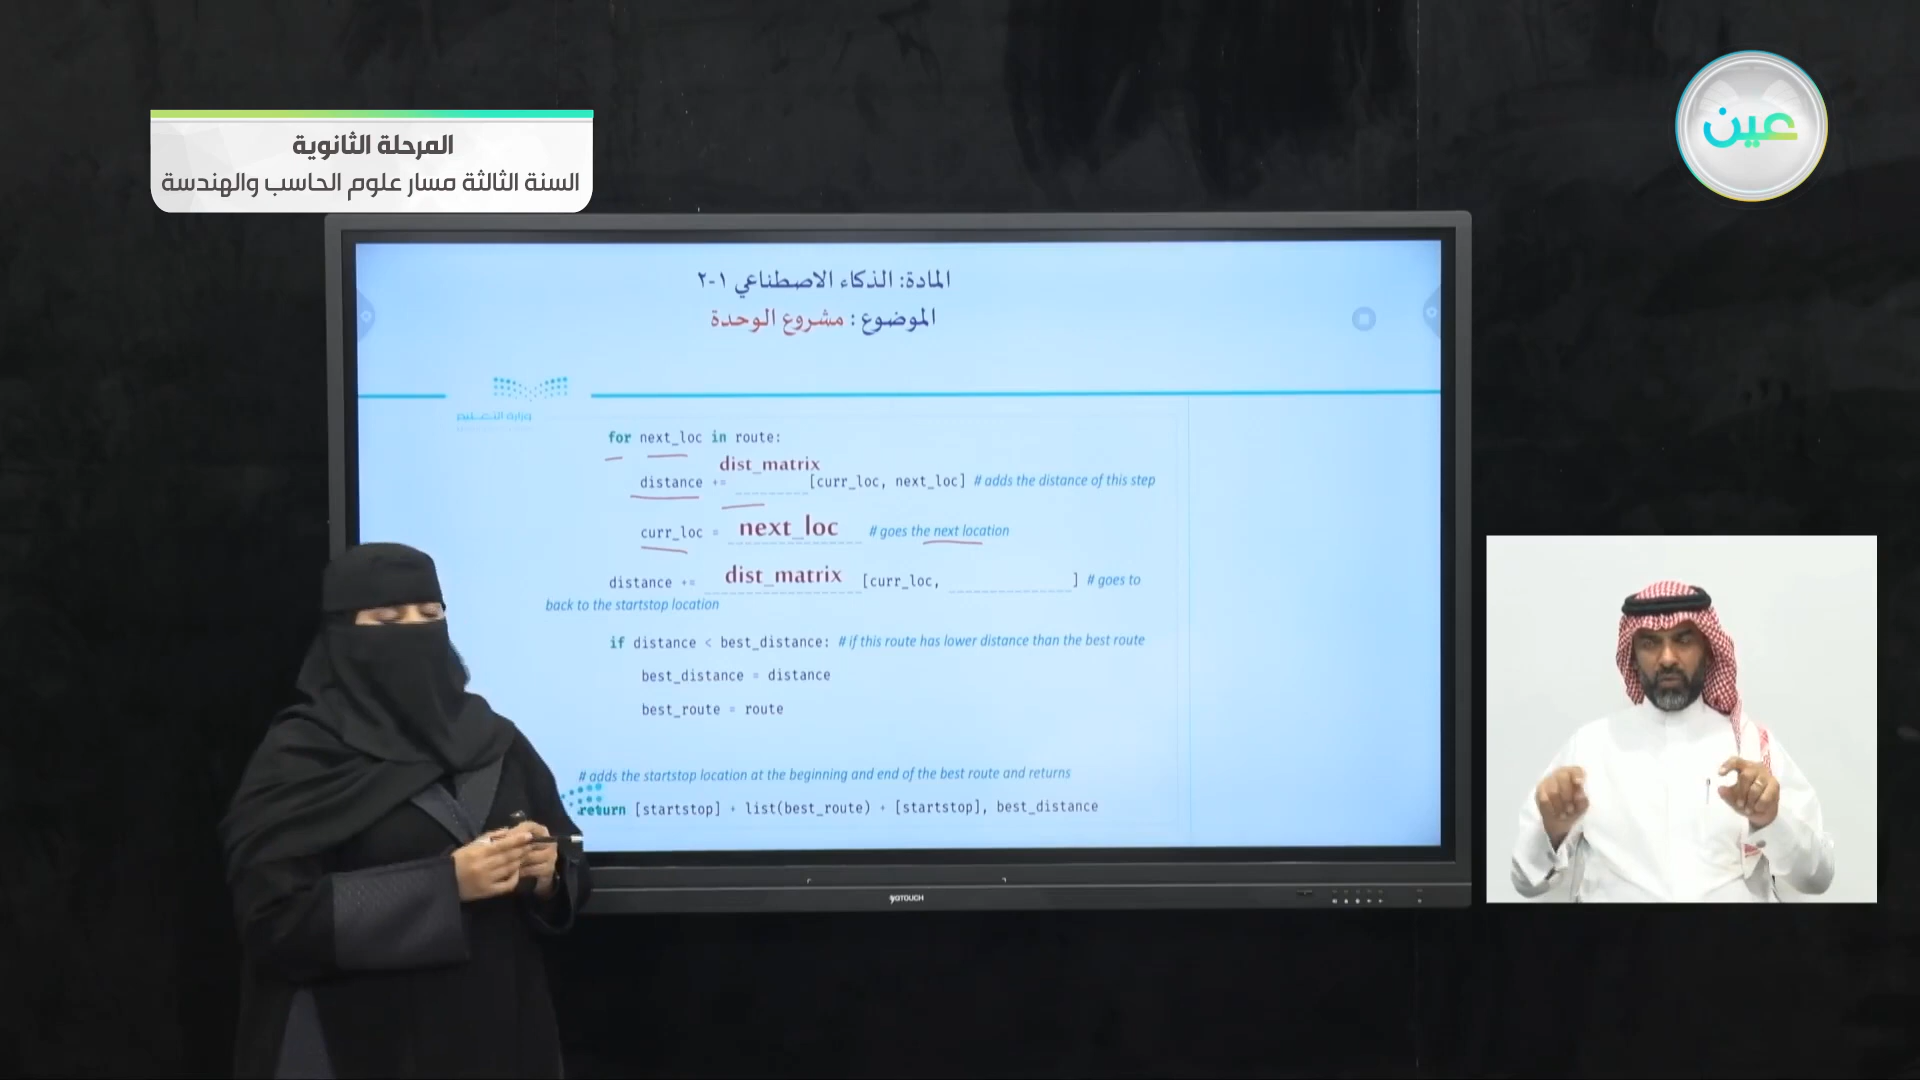 المرحلة الثانوية
السنة الثالثة مسار علوم الحاسب والهندسة
عين
المادة: الذكاء الاصطناعي ١-٢
الموضوع : مشروع الوحدة
وزارة التعليم
for next_loc in route:
dist_matrix
distance += ________[curr_loc, next_loc] # adds the distance of this step
curr_loc = next_loc # goes the next location
distance += dist_matrix [curr_loc, ______________] # goes to
back to the startstop location
if distance < best_distance: # if this route has lower distance than the best route
best_distance = distance
best_route = route
# adds the startstop location at the beginning and end of the best route and returns
return [startstop] + list(best_route) + [startstop], best_distance